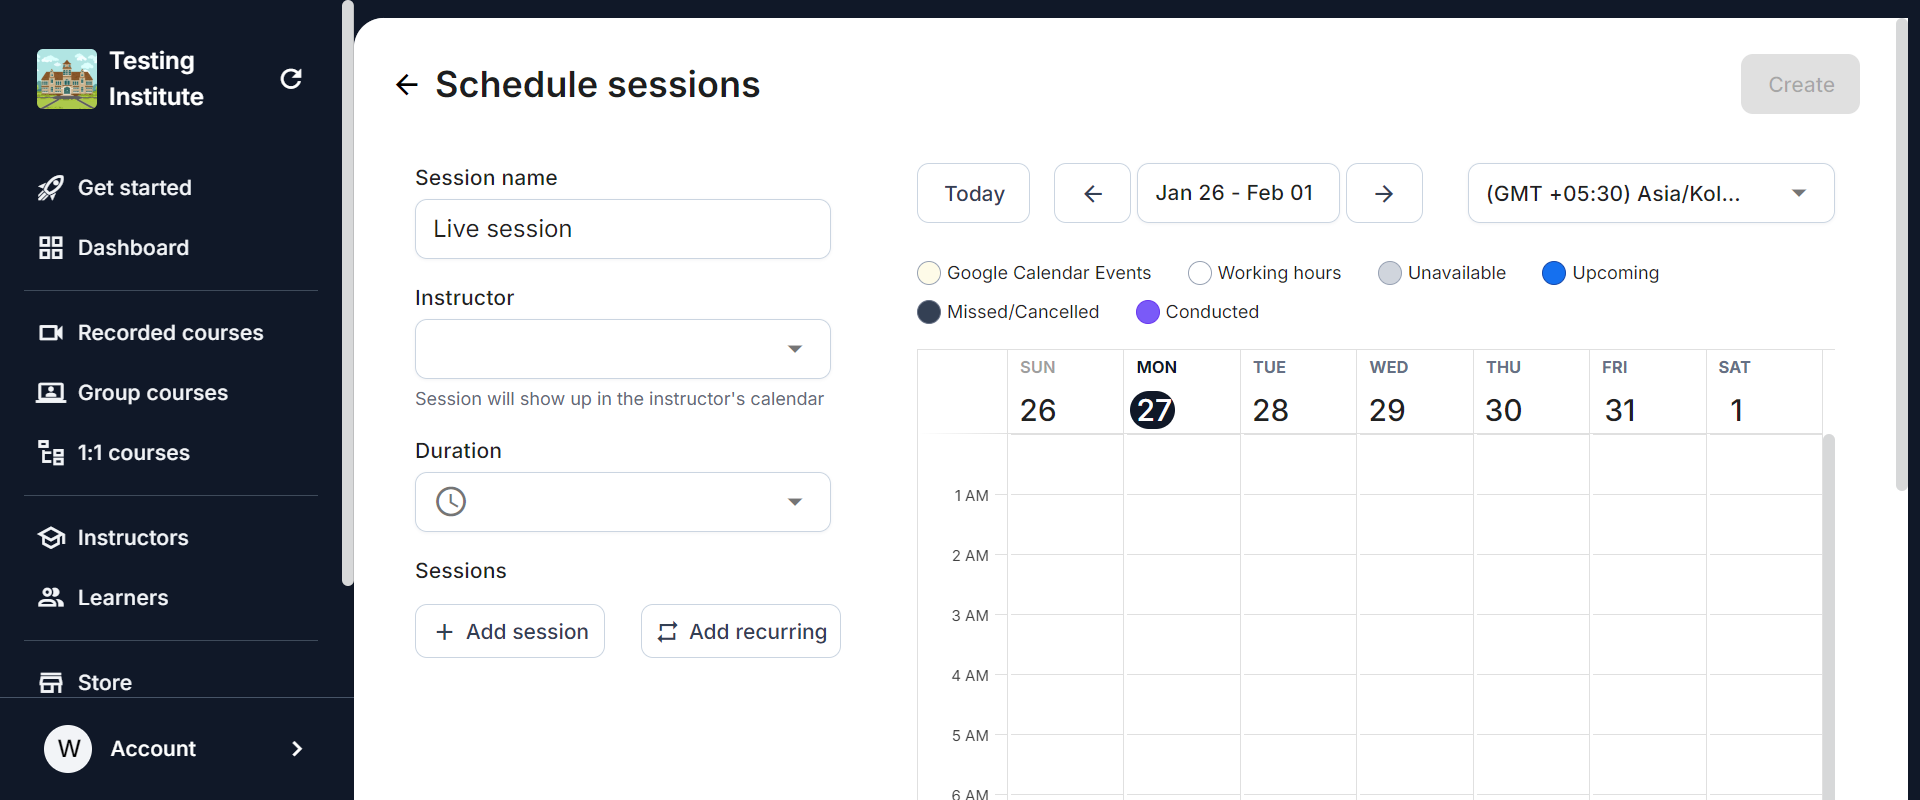 Testing
Institute
Get started
Dashboard
Recorded courses
Group courses
1:1 courses
Instructors
Learners
Store
W Account
Schedule sessions
Create
Session name
Live session
Instructor
Session will show up in the instructor's calendar
Duration
Sessions
Add session Add recurring
Today Jan 26 - Feb 01 (GMT +05:30) Asia/Kol...
Google Calendar Events Working hours Unavailable Upcoming
Missed/Cancelled Conducted
SUN MON TUE WED THU FRI SAT
26 27 28 29 30 31 1
1 AM
2 AM
3 AM
4 AM
5 AM
6 AM